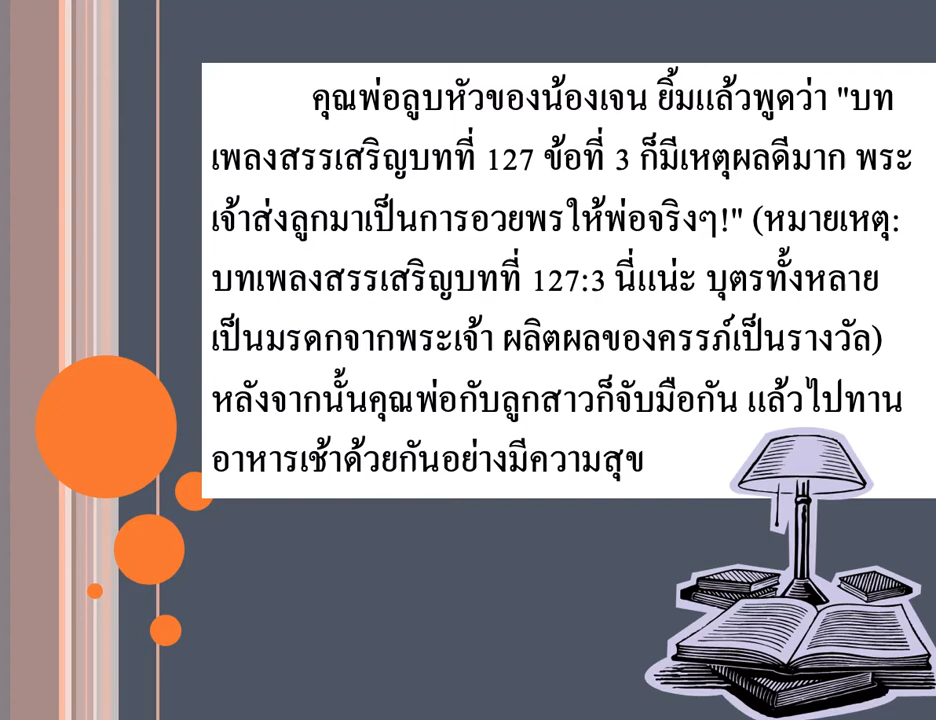 คุณพ่อลูบหัวของน้องเจน ยิ้มแล้วพูดว่า "บท
เพลงสรรเสริญบทที่ 127 ข้อที่ 3 ก็มีเหตุผลดีมาก พระ
เจ้าส่งลูกมาเป็นการอวยพรให้พ่อจริงๆ!" (หมายเหตุ:
บทเพลงสรรเสริญบทที่ 127:3 นี่แน่ะ บุตรทั้งหลาย
เป็นมรดกจากพระเจ้า ผลิตผลของครรภ์เป็นรางวัล)
หลังจากนั้นคุณพ่อกับลูกสาวก็จับมือกัน แล้วไปทาน
อาหารเช้าด้วยกันอย่างมีความสุข